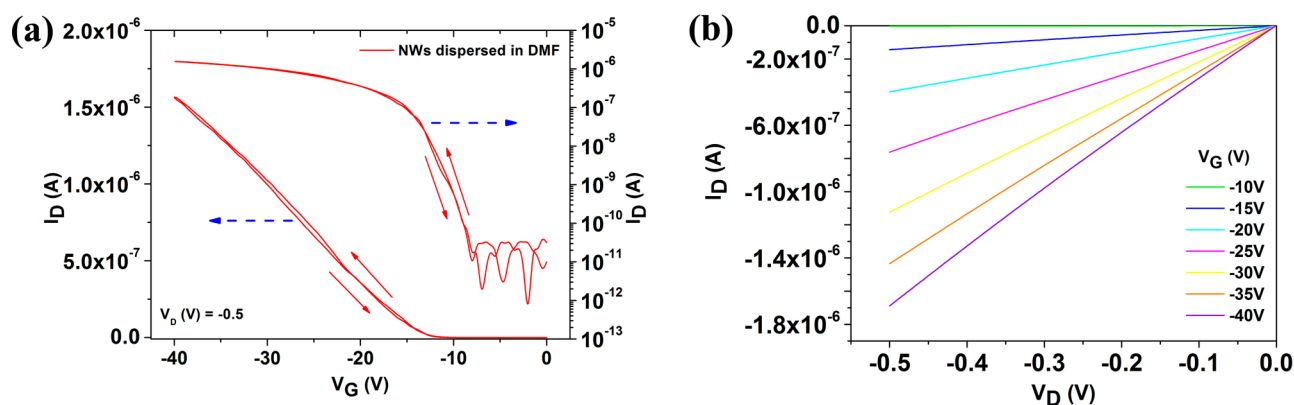 (a)
2.0x10⁻⁶
1.5x10⁻⁶
1.0x10⁻⁶
5.0x10⁻⁷
0.0
I_D (A)
NWs dispersed in DMF
V_D (V) = -0.5
10⁻⁵
10⁻⁶
10⁻⁷
10⁻⁸
10⁻⁹
10⁻¹⁰
10⁻¹¹
10⁻¹²
10⁻¹³
I_D (A)
-40 -30 -20 -10 0
V_G (V)
(b)
0.0
-2.0x10⁻⁷
-6.0x10⁻⁷
-1.0x10⁻⁶
-1.4x10⁻⁶
-1.8x10⁻⁶
I_D (A)
V_G (V)
-10V
-15V
-20V
-25V
-30V
-35V
-40V
-0.5 -0.4 -0.3 -0.2 -0.1 0.0
V_D (V)